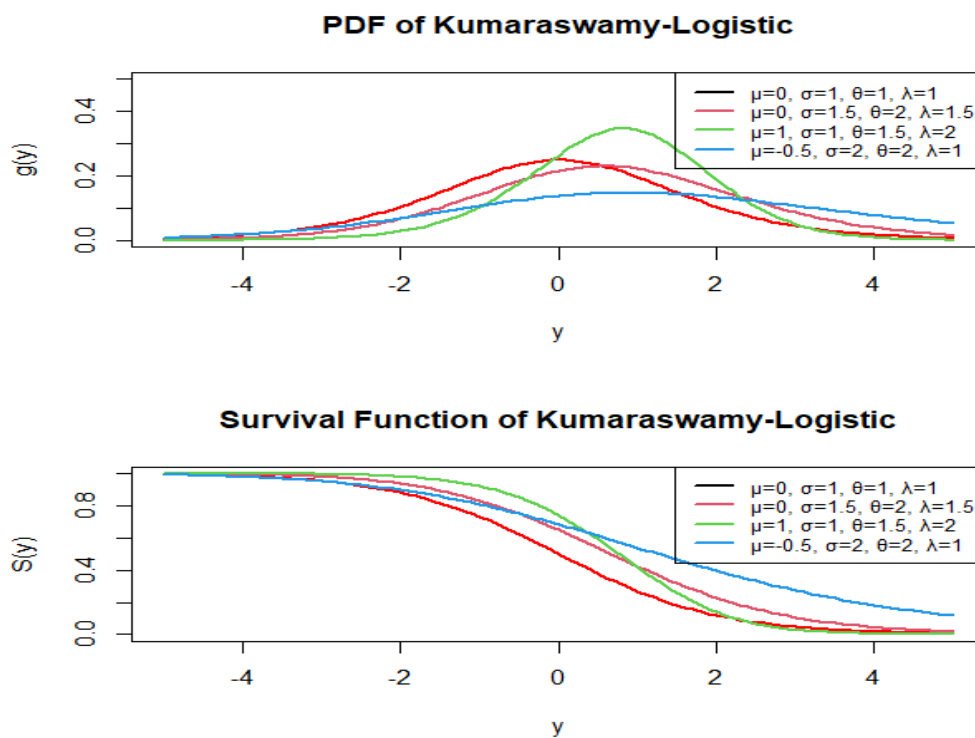 PDF of Kumaraswamy-Logistic
g(y)
0.4
0.2
0.0
μ=0, σ=1, θ=1, λ=1
μ=0, σ=1.5, θ=2, λ=1.5
μ=1, σ=1, θ=1.5, λ=2
μ=-0.5, σ=2, θ=2, λ=1
-4 -2 0 2 4
y
Survival Function of Kumaraswamy-Logistic
S(y)
0.8
0.4
0.0
μ=0, σ=1, θ=1, λ=1
μ=0, σ=1.5, θ=2, λ=1.5
μ=1, σ=1, θ=1.5, λ=2
μ=-0.5, σ=2, θ=2, λ=1
-4 -2 0 2 4
y